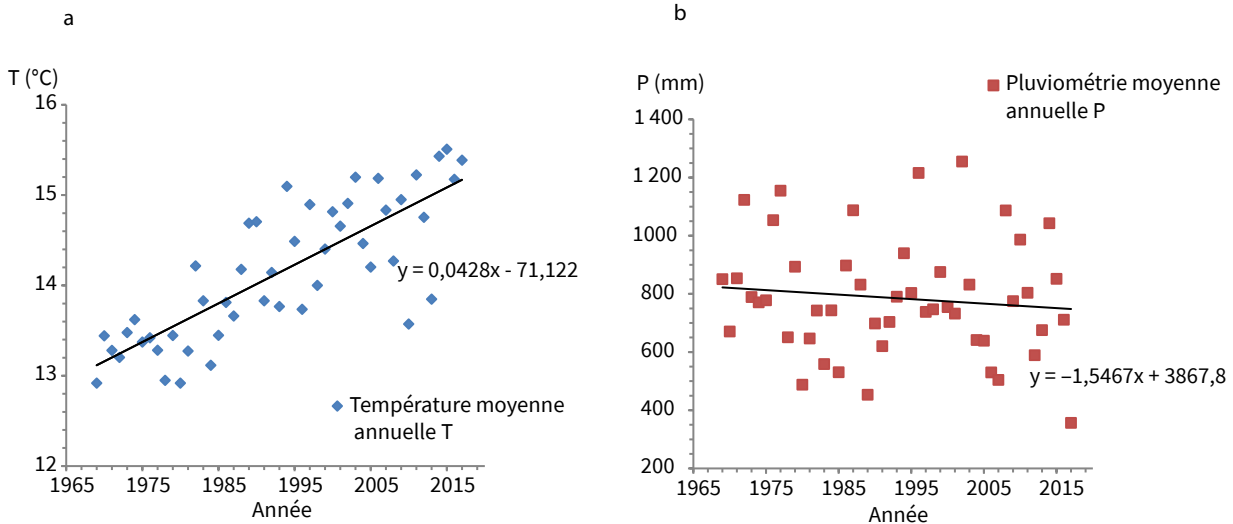 a
T (°C)
16
15
14
13
12
1965
1975
1985
1995
2005
2015
Année
y = 0,0428x - 71,122
Température moyenne
annuelle T
b
P (mm)
Pluviométrie moyenne
annuelle P
1 400
1 200
1000
800
600
400
200
1965
1975
1985
1995
2005
2015
Année
y = –1,5467x + 3867,8